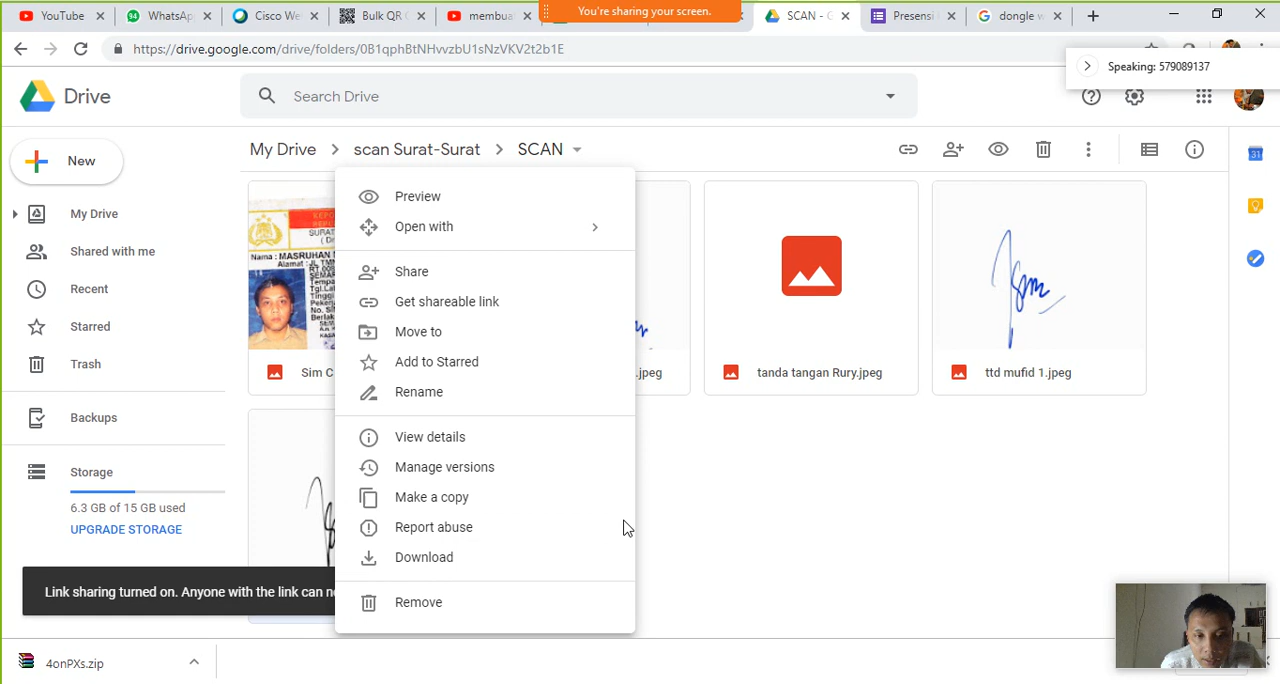 YouTube
WhatsApp
Cisco We
Bulk QR C
membua
You're sharing your screen.
SCAN - G
Presensi
dongle w
https://drive.google.com/drive/folders/0B1qphBtNHvvzbU1sNzVKV2t2b1E
Speaking: 579089137
Drive
Search Drive
New
My Drive
scan Surat-Surat
SCAN
My Drive
Shared with me
Recent
Starred
Trash
Backups
Storage
6.3 GB of 15 GB used
UPGRADE STORAGE
Nama : MASRUHAN M
Preview
Open with
Share
Get shareable link
Move to
Add to Starred
Rename
View details
Manage versions
Make a copy
Report abuse
Download
Remove
Sim C
.jpeg
tanda tangan Rury.jpeg
ttd mufid 1.jpeg
31
Link sharing turned on. Anyone with the link can
4onPXs.zip